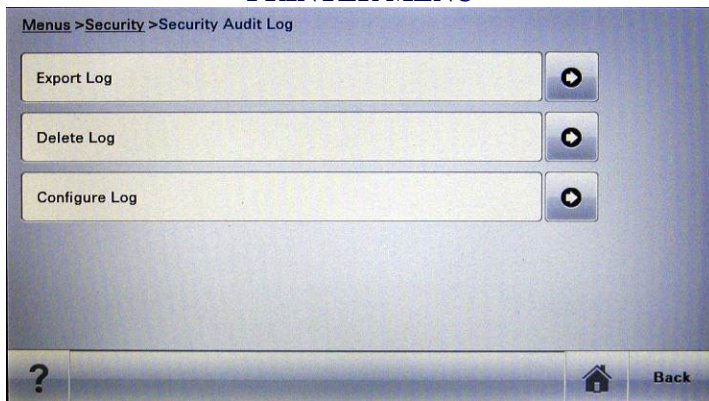 Menus >Security >Security Audit Log
Export Log
Delete Log
Configure Log
? Back